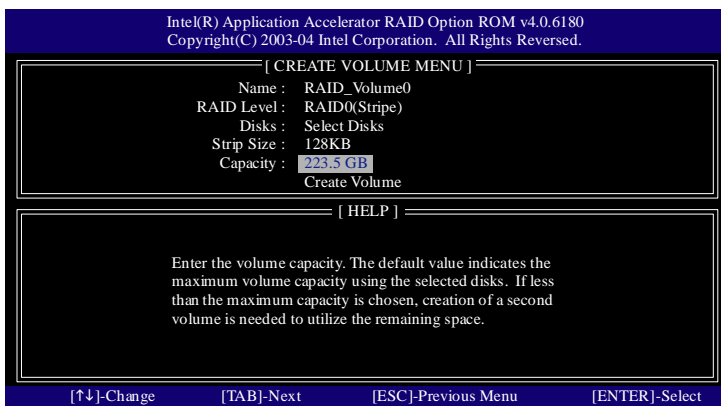 Intel(R) Application Accelerator RAID Option ROM v4.0.6180
Copyright(C) 2003-04 Intel Corporation. All Rights Reversed.
[ CREATE VOLUME MENU ]
Name : RAID_Volume0
RAID Level : RAID0(Stripe)
Disks : Select Disks
Strip Size : 128KB
Capacity : 223.5 GB
Create Volume
[ HELP ]
Enter the volume capacity. The default value indicates the
maximum volume capacity using the selected disks. If less
than the maximum capacity is chosen, creation of a second
volume is needed to utilize the remaining space.
[↑↓]-Change [TAB]-Next [ESC]-Previous Menu [ENTER]-Select